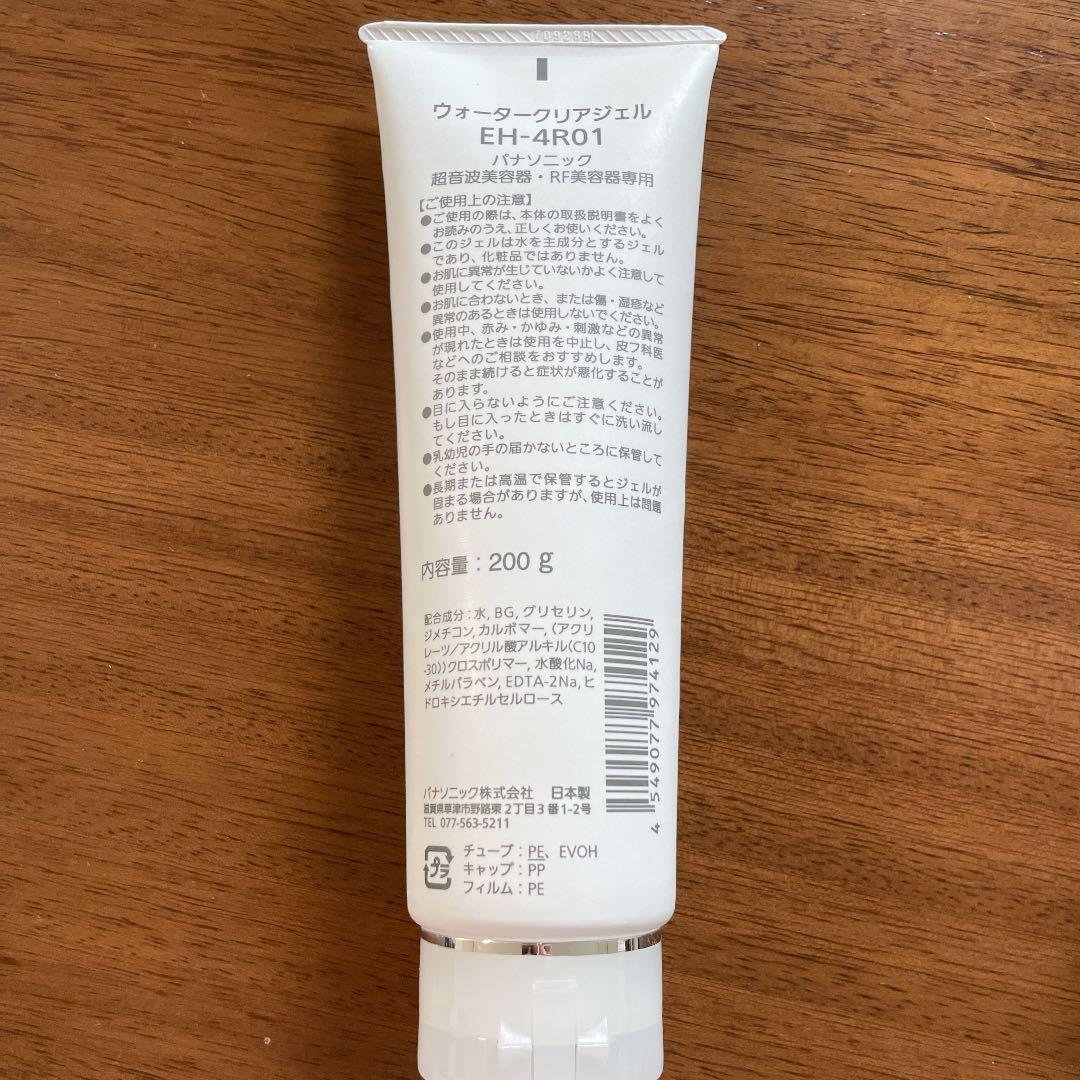 70928B
ウォータークリアジェル
EH-4R01
パナソニック
超音波美容器・RF美容器専用
【ご使用上の注意】
●ご使用の際は、本体の取扱説明書をよく
お読みのうえ、正しくお使いください。
●このジェルは水を主成分とするジェル
であり、化粧品ではありません。
●お肌に異常が生じていないかよく注意して
使用してください。
●お肌に合わないとき、または傷・湿疹など
異常のあるときは使用しないでください。
●使用中、赤み・かゆみ・刺激などの異常
が現れたときは使用を中止し、皮フ科医
などへのご相談をおすすめします。
そのまま続けると症状が悪化することが
あります。
●目に入らないようにご注意ください。
もし目に入ったときはすぐに洗い流し
てください。
●乳幼児の手の届かないところに保管して
ください。
●長期または高温で保管するとジェルが
固まる場合がありますが、使用上は問題
ありません。
内容量：200 g
配合成分：水, BG, グリセリン,
ジメチコン, カルボマー, (アクリ
レーツ/アクリル酸アルキル(C10
-30))クロスポリマー, 水酸化Na,
メチルパラベン, EDTA-2Na, ヒ
ドロキシエチルセルロース
4 549077 974129
パナソニック株式会社 日本製
滋賀県草津市野路東2丁目3番1-2号
TEL 077-563-5211
プラ
チューブ：PE、EVOH
キャップ：PP
フィルム：PE